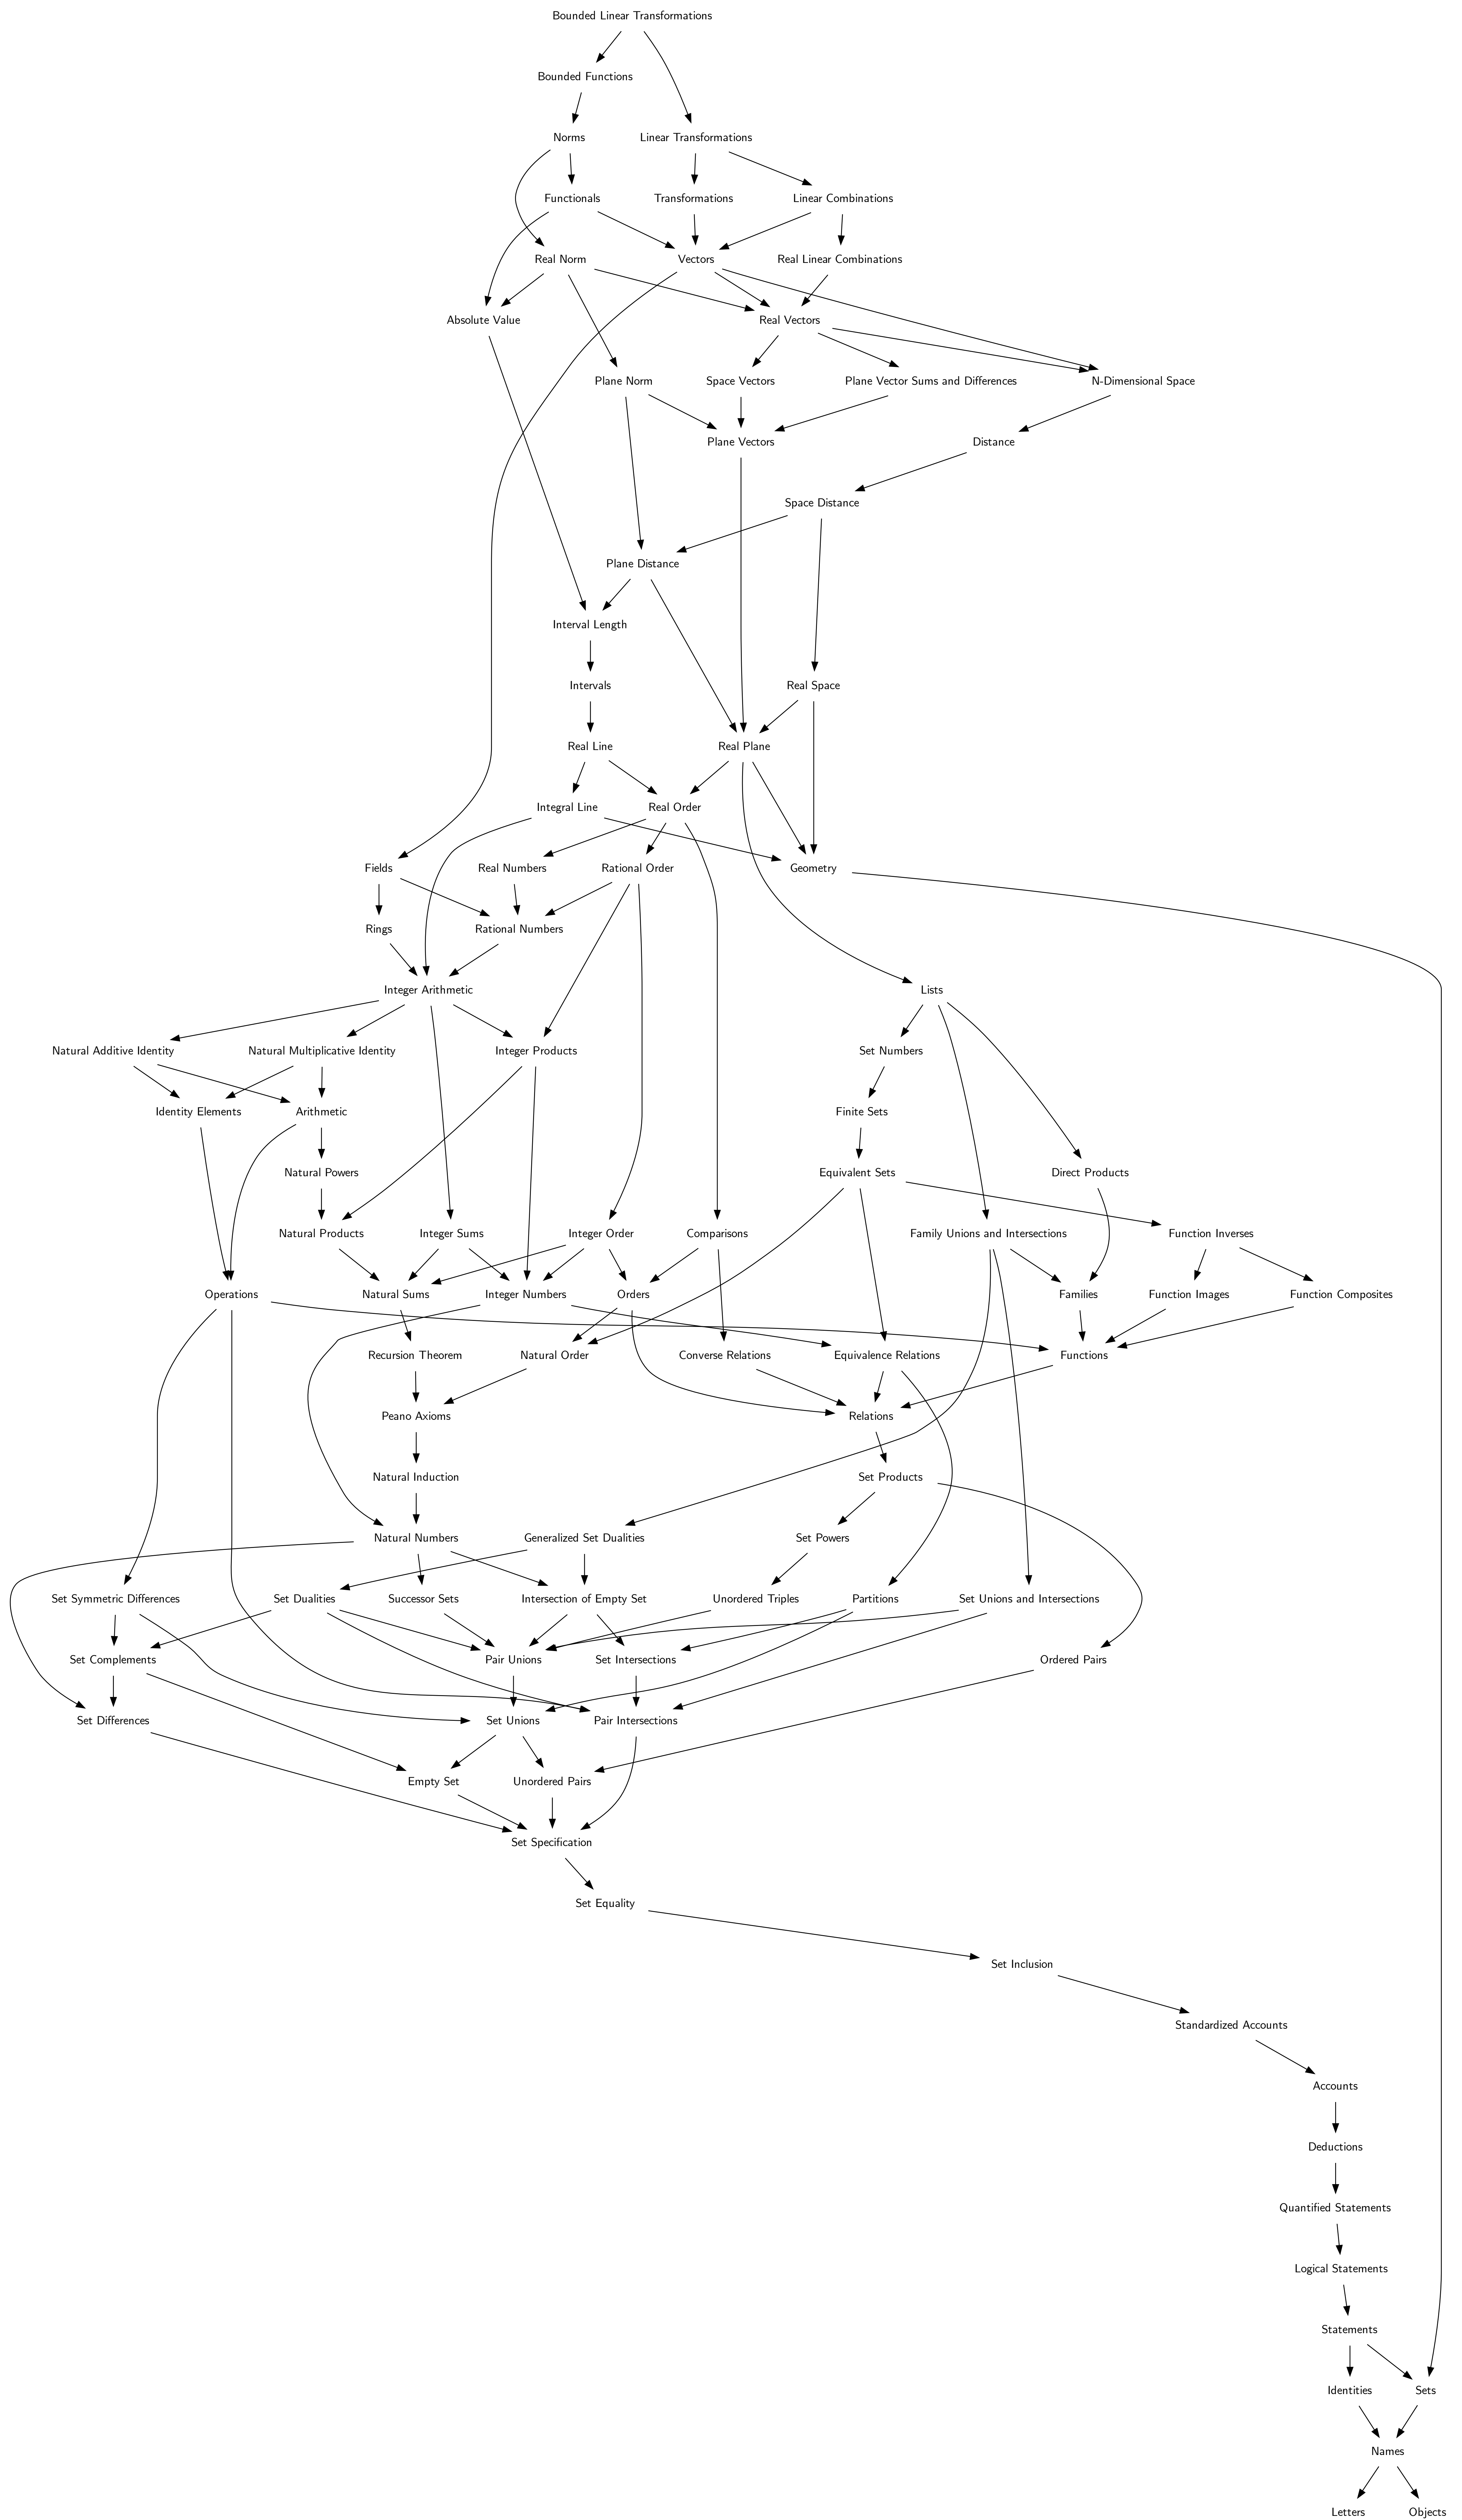 Bounded Linear Transformations
Bounded Functions
Norms
Linear Transformations
Functionals
Transformations
Linear Combinations
Real Norm
Vectors
Real Linear Combinations
Absolute Value
Real Vectors
Plane Norm
Space Vectors
Plane Vector Sums and Differences
N-Dimensional Space
Plane Vectors
Distance
Space Distance
Plane Distance
Interval Length
Intervals
Real Space
Real Line
Real Plane
Integral Line
Real Order
Fields
Real Numbers
Rational Order
Geometry
Rings
Rational Numbers
Integer Arithmetic
Lists
Natural Additive Identity
Natural Multiplicative Identity
Integer Products
Set Numbers
Identity Elements
Arithmetic
Finite Sets
Natural Powers
Equivalent Sets
Direct Products
Natural Products
Integer Sums
Integer Order
Comparisons
Family Unions and Intersections
Function Inverses
Operations
Natural Sums
Integer Numbers
Orders
Families
Function Images
Function Composites
Recursion Theorem
Natural Order
Converse Relations
Equivalence Relations
Functions
Peano Axioms
Relations
Natural Induction
Set Products
Natural Numbers
Generalized Set Dualities
Set Powers
Set Symmetric Differences
Set Dualities
Successor Sets
Intersection of Empty Set
Unordered Triples
Partitions
Set Unions and Intersections
Set Complements
Pair Unions
Set Intersections
Ordered Pairs
Set Differences
Set Unions
Pair Intersections
Empty Set
Unordered Pairs
Set Specification
Set Equality
Set Inclusion
Standardized Accounts
Accounts
Deductions
Quantified Statements
Logical Statements
Statements
Identities
Sets
Names
Letters
Objects